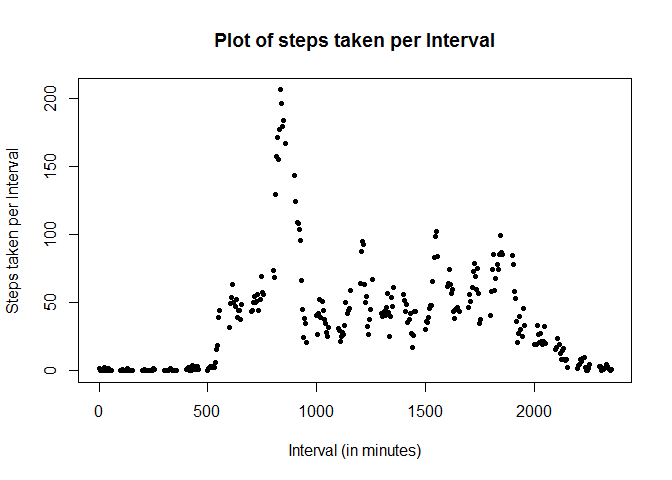 Plot of steps taken per Interval
Steps taken per Interval
200
150
100
50
0
0 500 1000 1500 2000
Interval (in minutes)